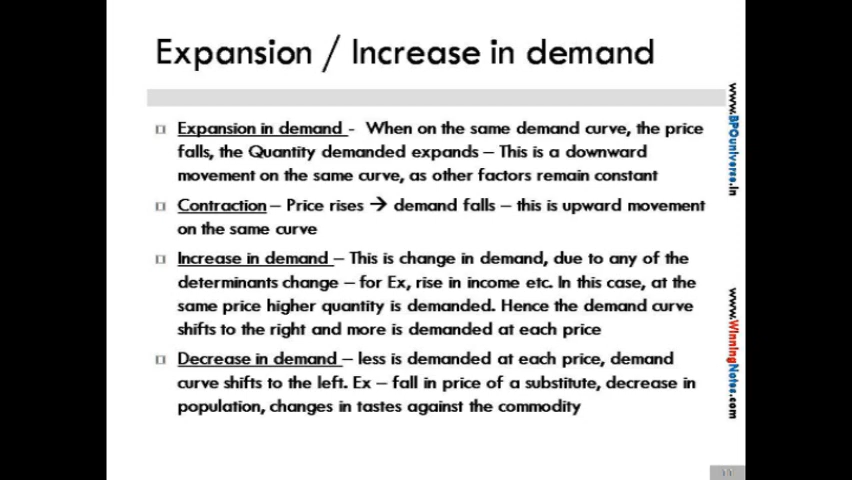 Expansion / Increase in demand
Expansion in demand - When on the same demand curve, the price
falls, the Quantity demanded expands – This is a downward
movement on the same curve, as other factors remain constant
Contraction – Price rises → demand falls – this is upward movement
on the same curve
Increase in demand – This is change in demand, due to any of the
determinants change – for Ex, rise in income etc. In this case, at the
same price higher quantity is demanded. Hence the demand curve
shifts to the right and more is demanded at each price
Decrease in demand – less is demanded at each price, demand
curve shifts to the left. Ex – fall in price of a substitute, decrease in
population, changes in tastes against the commodity
www.BPOuniverse.in
www.WinningNotes.com
11